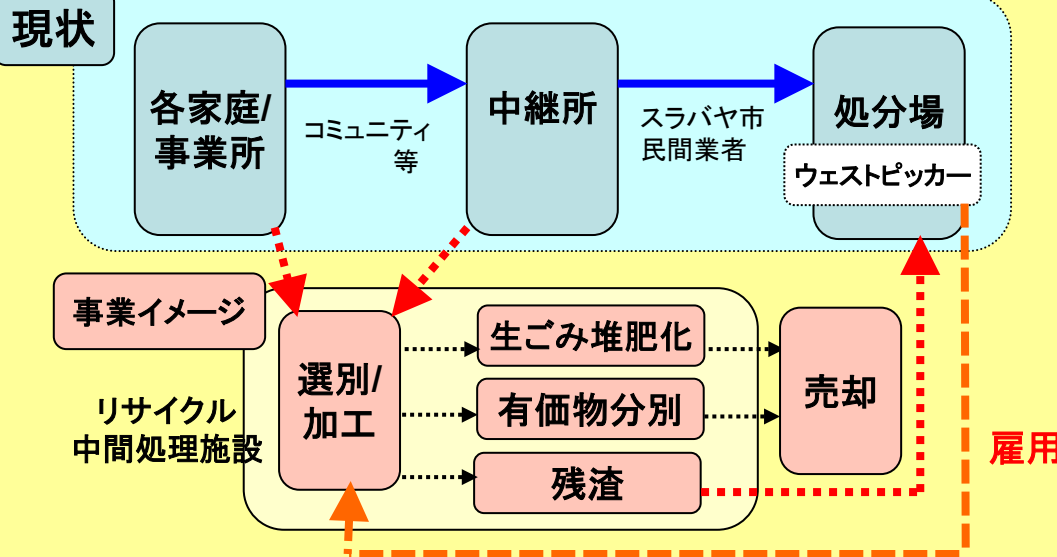 現状
各家庭/
事業所
コミュニティ
等
中継所
スラバヤ市
民間業者
処分場
ウェストピッカー
事業イメージ
リサイクル
中間処理施設
選別/
加工
生ごみ堆肥化
有価物分別
残渣
売却
雇用